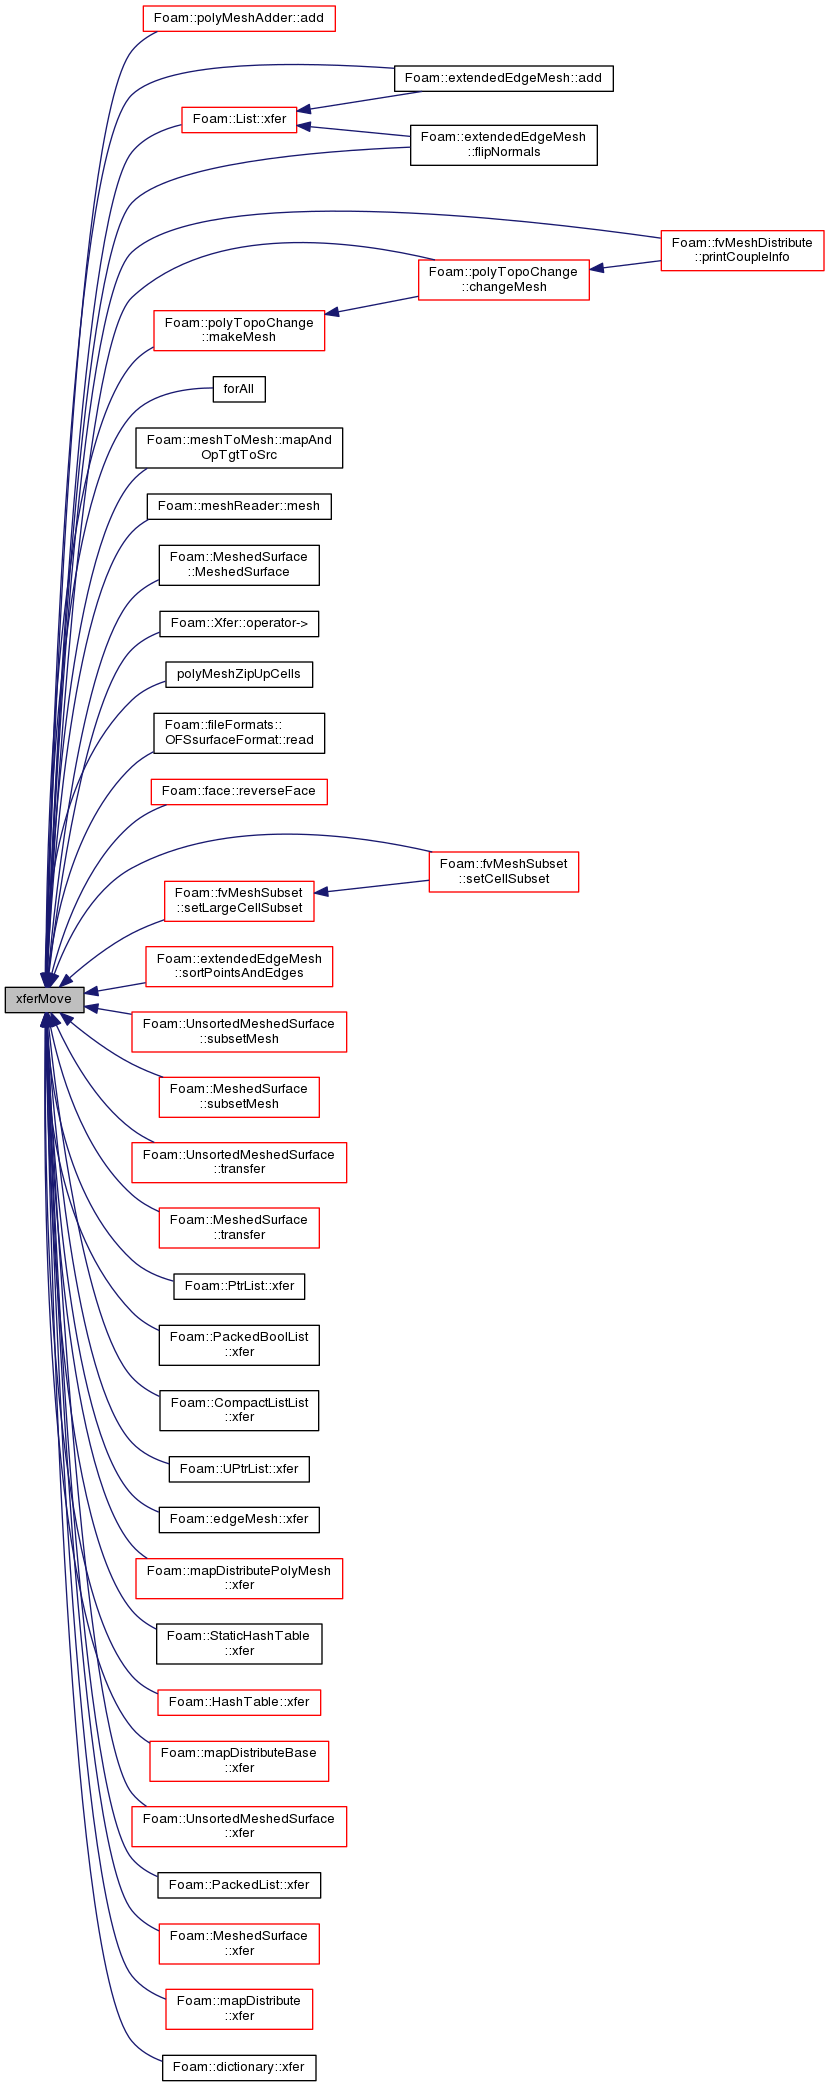 Foam::polyMeshAdder::add
Foam::extendedEdgeMesh::add
Foam::List::xfer
Foam::extendedEdgeMesh
::flipNormals
Foam::fvMeshDistribute
::printCoupleInfo
Foam::polyTopoChange
::changeMesh
Foam::polyTopoChange
::makeMesh
forAll
Foam::meshToMesh::mapAnd
OpTgtToSrc
Foam::meshReader::mesh
Foam::MeshedSurface
::MeshedSurface
Foam::Xfer::operator->
polyMeshZipUpCells
Foam::fileFormats::
OFSsurfaceFormat::read
Foam::face::reverseFace
Foam::fvMeshSubset
::setCellSubset
Foam::fvMeshSubset
::setLargeCellSubset
Foam::extendedEdgeMesh
::sortPointsAndEdges
xferMove
Foam::UnsortedMeshedSurface
::subsetMesh
Foam::MeshedSurface
::subsetMesh
Foam::UnsortedMeshedSurface
::transfer
Foam::MeshedSurface
::transfer
Foam::PtrList::xfer
Foam::PackedBoolList
::xfer
Foam::CompactListList
::xfer
Foam::UPtrList::xfer
Foam::edgeMesh::xfer
Foam::mapDistributePolyMesh
::xfer
Foam::StaticHashTable
::xfer
Foam::HashTable::xfer
Foam::mapDistributeBase
::xfer
Foam::UnsortedMeshedSurface
::xfer
Foam::PackedList::xfer
Foam::MeshedSurface
::xfer
Foam::mapDistribute
::xfer
Foam::dictionary::xfer